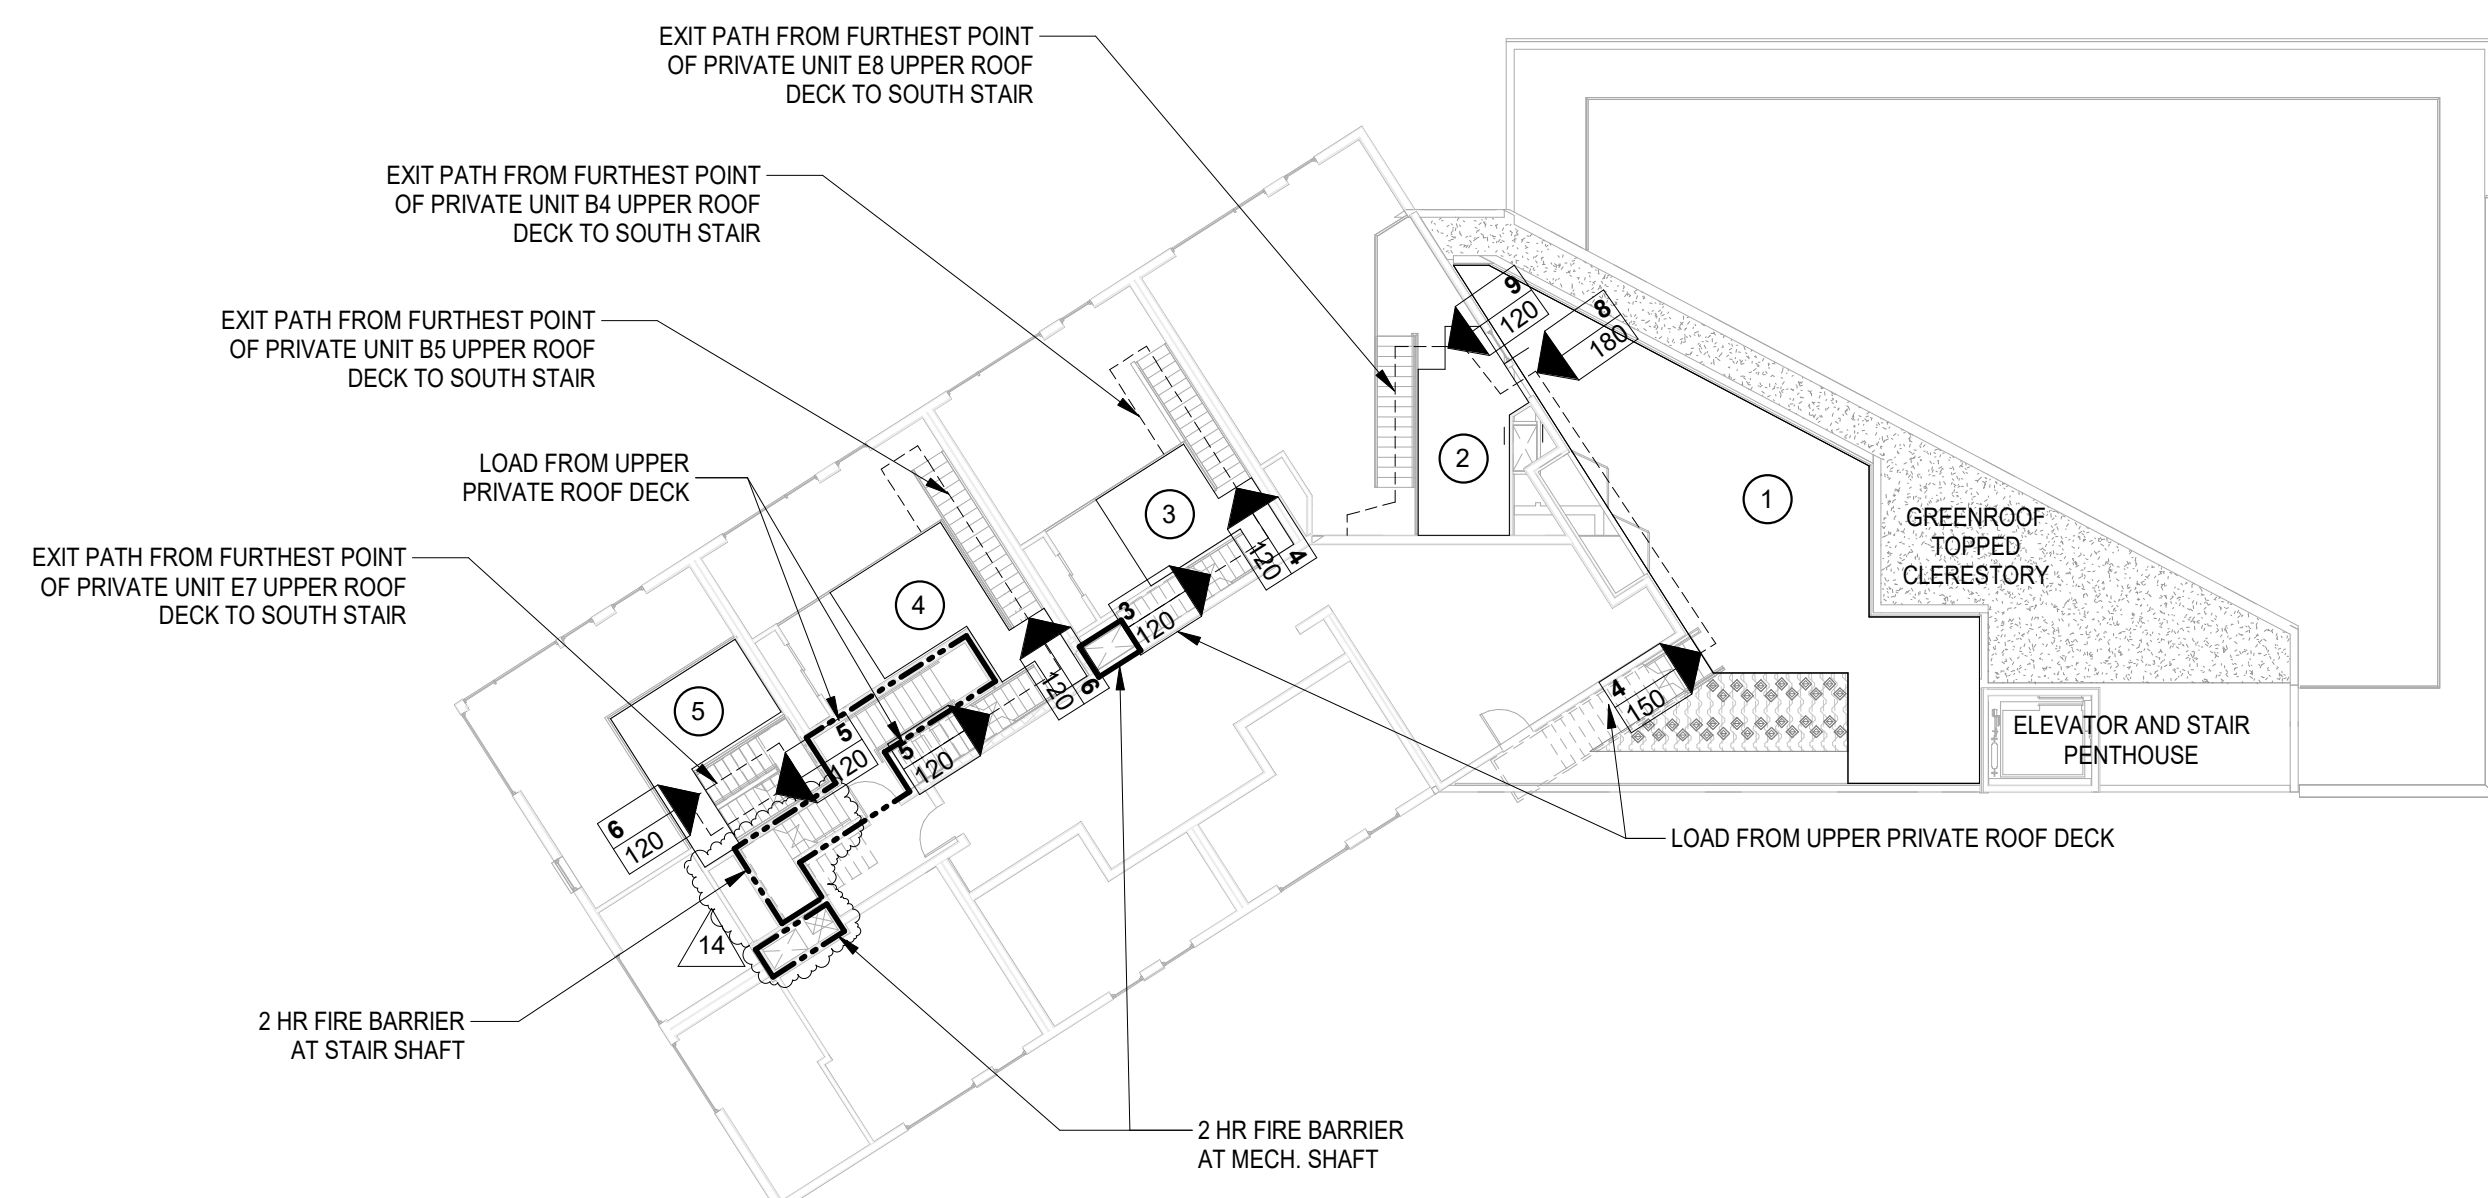 EXIT PATH FROM FURTHEST POINT
OF PRIVATE UNIT E8 UPPER ROOF
DECK TO SOUTH STAIR
EXIT PATH FROM FURTHEST POINT
OF PRIVATE UNIT B4 UPPER ROOF
DECK TO SOUTH STAIR
EXIT PATH FROM FURTHEST POINT
OF PRIVATE UNIT B5 UPPER ROOF
DECK TO SOUTH STAIR
LOAD FROM UPPER
PRIVATE ROOF DECK
EXIT PATH FROM FURTHEST POINT
OF PRIVATE UNIT E7 UPPER ROOF
DECK TO SOUTH STAIR
9
120
8
180
2
1
3
GREENROOF
TOPPED
CLERESTORY
4
120
3
120
4
6
120
5
5
120
5
120
6
120
4
150
ELEVATOR AND STAIR
PENTHOUSE
LOAD FROM UPPER PRIVATE ROOF DECK
14
2 HR FIRE BARRIER
AT STAIR SHAFT
2 HR FIRE BARRIER
AT MECH. SHAFT